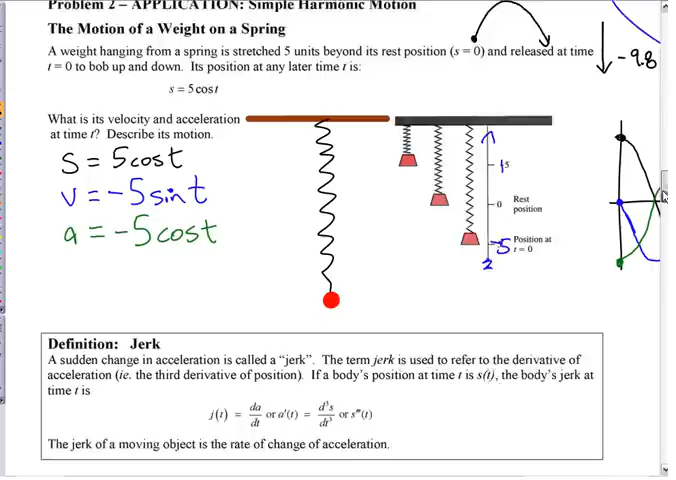 Problem 2 – APPLICATION: Simple Harmonic Motion
The Motion of a Weight on a Spring
A weight hanging from a spring is stretched 5 units beyond its rest position (s = 0) and released at time
t = 0 to bob up and down. Its position at any later time t is:
s = 5 cos t
-9.8
What is its velocity and acceleration
at time t? Describe its motion.
s = 5cost
v = -5sint
a = -5cost
5
0 Rest
position
-5 Position at
t = 0
Definition: Jerk
A sudden change in acceleration is called a “jerk”. The term jerk is used to refer to the derivative of
acceleration (ie. the third derivative of position). If a body's position at time t is s(t), the body's jerk at
time t is
j(t) = da/dt or a'(t) = d³s/dt³ or s'''(t)
The jerk of a moving object is the rate of change of acceleration.